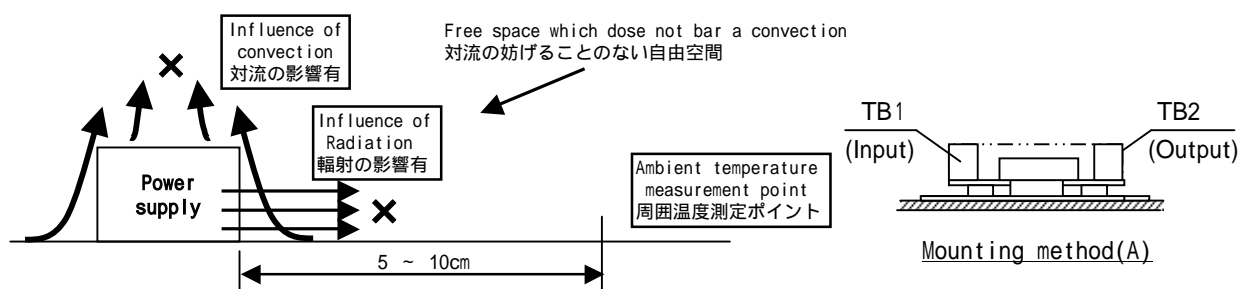 Influence of
convection
対流の影響有
Free space which dose not bar a convection
対流の妨げることのない自由空間
Influence of
Radiation
輻射の影響有
Power
supply
Ambient temperature
measurement point
周囲温度測定ポイント
5 ~ 10cm
TB1
(Input)
TB2
(Output)
Mounting method(A)